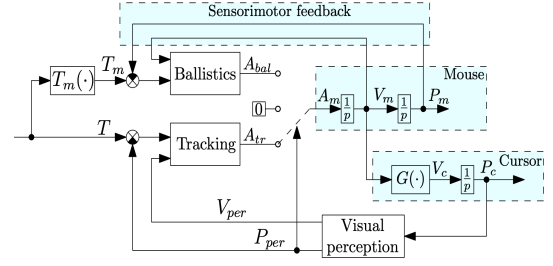 Sensorimotor feedback
T_m(·)
T_m
Ballistics
A_bal
Mouse
0
A_m
1/p
V_m
1/p
P_m
T
Tracking
A_tr
Cursor
G(·)
V_c
1/p
P_c
V_per
P_per
Visual
perception